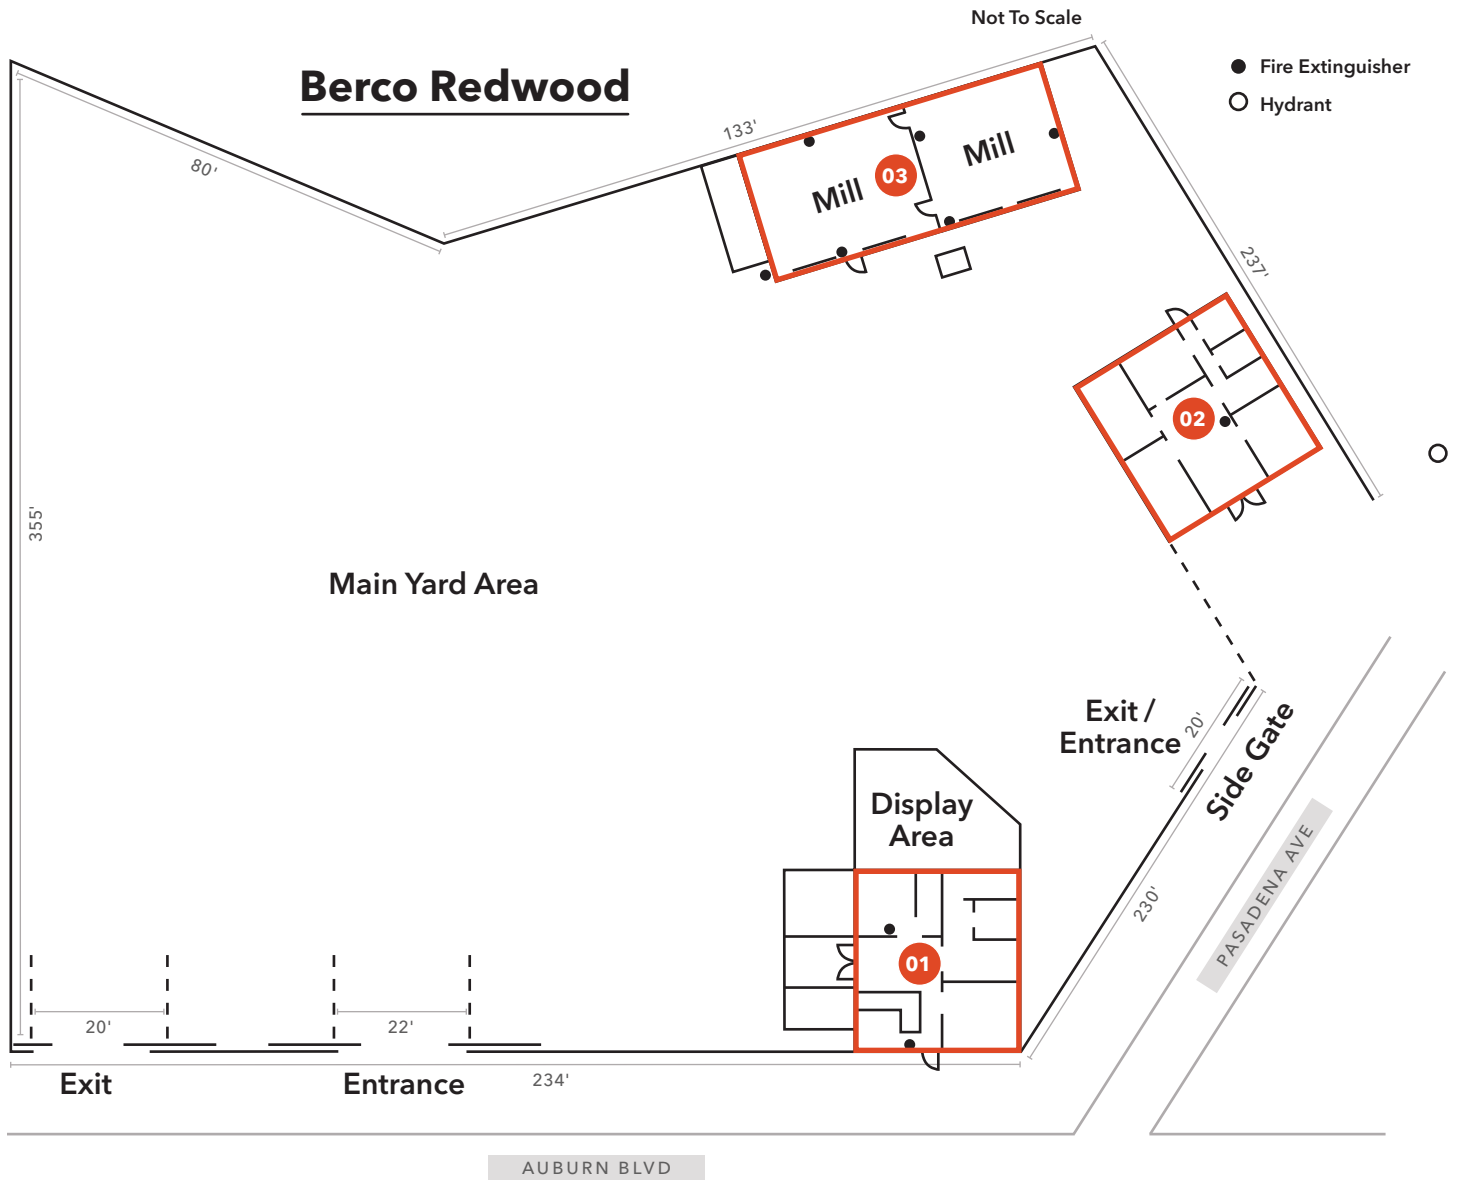 Not To Scale
Berco Redwood
Fire Extinguisher
Hydrant
133'
80'
Mill
Mill
03
237'
02
355'
Main Yard Area
Exit /
Entrance
20'
Side Gate
Display
Area
PASADENA AVE
230'
01
20'
22'
Exit
Entrance
234'
AUBURN BLVD